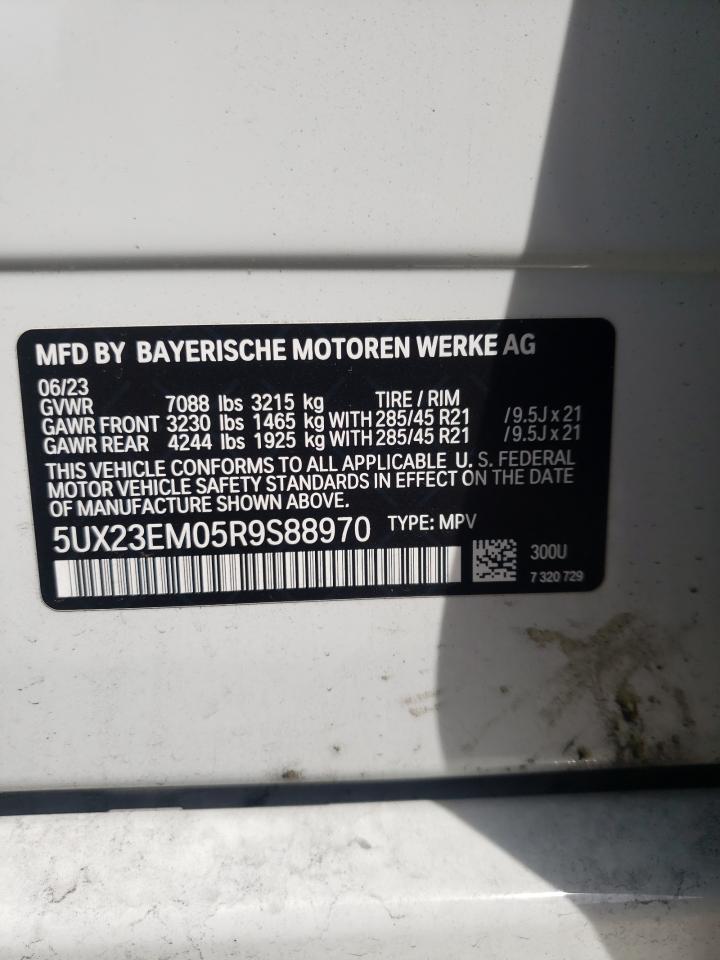 MFD BY BAYERISCHE MOTOREN WERKE AG
06/23
GVWR 7088 lbs 3215 kg TIRE / RIM
GAWR FRONT 3230 lbs 1465 kg WITH 285/45 R21 /9.5J x 21
GAWR REAR 4244 lbs 1925 kg WITH 285/45 R21 /9.5J x 21
THIS VEHICLE CONFORMS TO ALL APPLICABLE U. S. FEDERAL
MOTOR VEHICLE SAFETY STANDARDS IN EFFECT ON THE DATE
OF MANUFACTURE SHOWN ABOVE.
5UX23EM05R9S88970 TYPE: MPV
300U
7 320 729